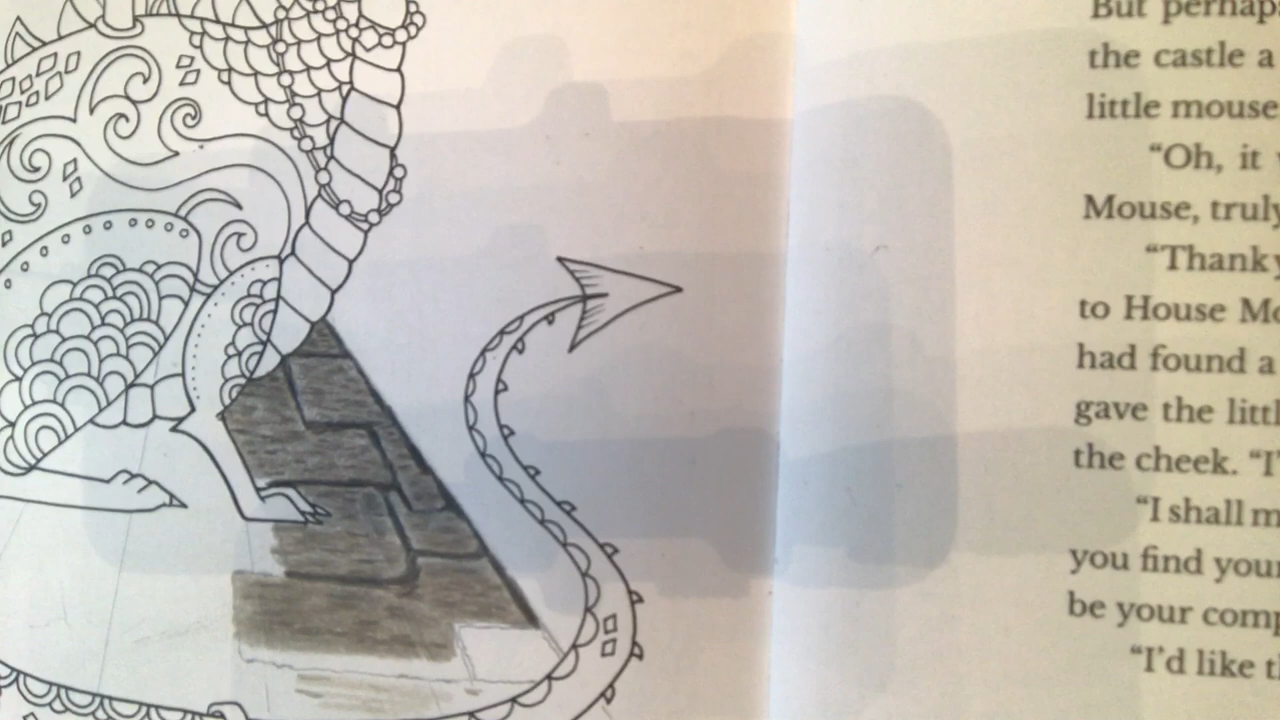 But perhap
the castle a
little mouse
“Oh, it
Mouse, truly
“Thank
to House Mo
had found a
gave the littl
the cheek. “I’
“I shall m
you find your
be your comp
“I’d like t